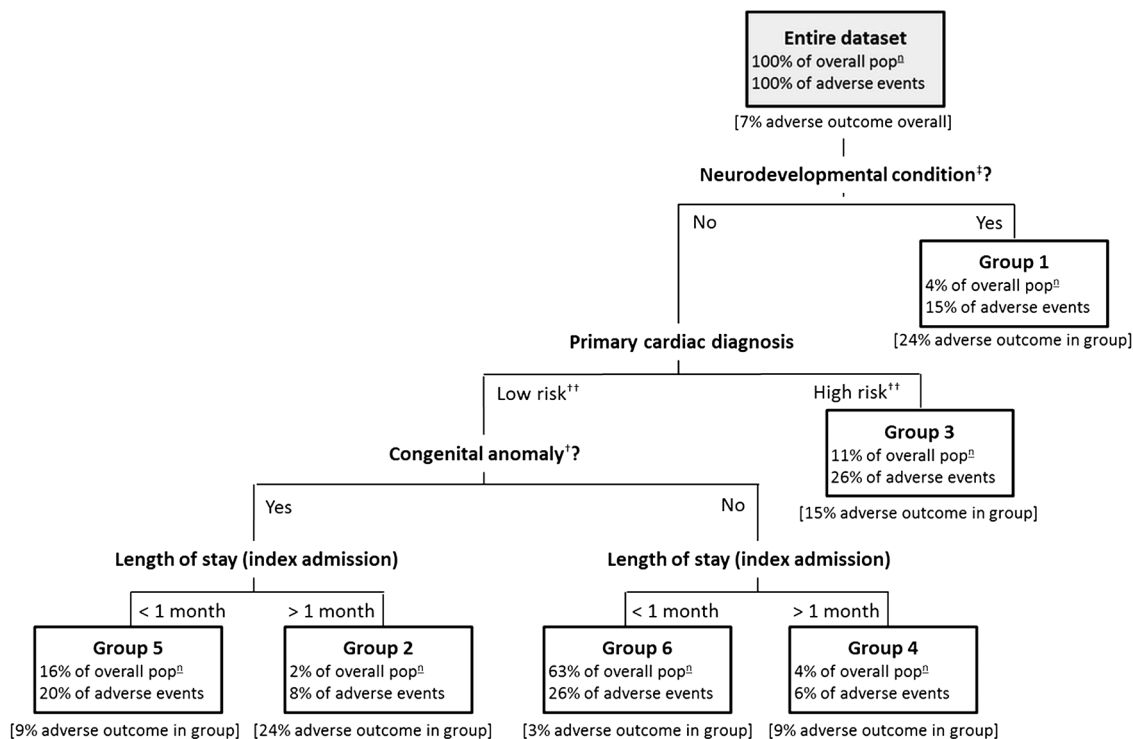 Entire dataset
100% of overall popⁿ
100% of adverse events
[7% adverse outcome overall]
Neurodevelopmental condition‡?
No
Yes
Group 1
4% of overall popⁿ
15% of adverse events
[24% adverse outcome in group]
Primary cardiac diagnosis
Low risk††
High risk††
Group 3
11% of overall popⁿ
26% of adverse events
[15% adverse outcome in group]
Congenital anomaly†?
Yes
No
Length of stay (index admission)
Length of stay (index admission)
< 1 month
> 1 month
< 1 month
> 1 month
Group 5
16% of overall popⁿ
20% of adverse events
[9% adverse outcome in group]
Group 2
2% of overall popⁿ
8% of adverse events
[24% adverse outcome in group]
Group 6
63% of overall popⁿ
26% of adverse events
[3% adverse outcome in group]
Group 4
4% of overall popⁿ
6% of adverse events
[9% adverse outcome in group]